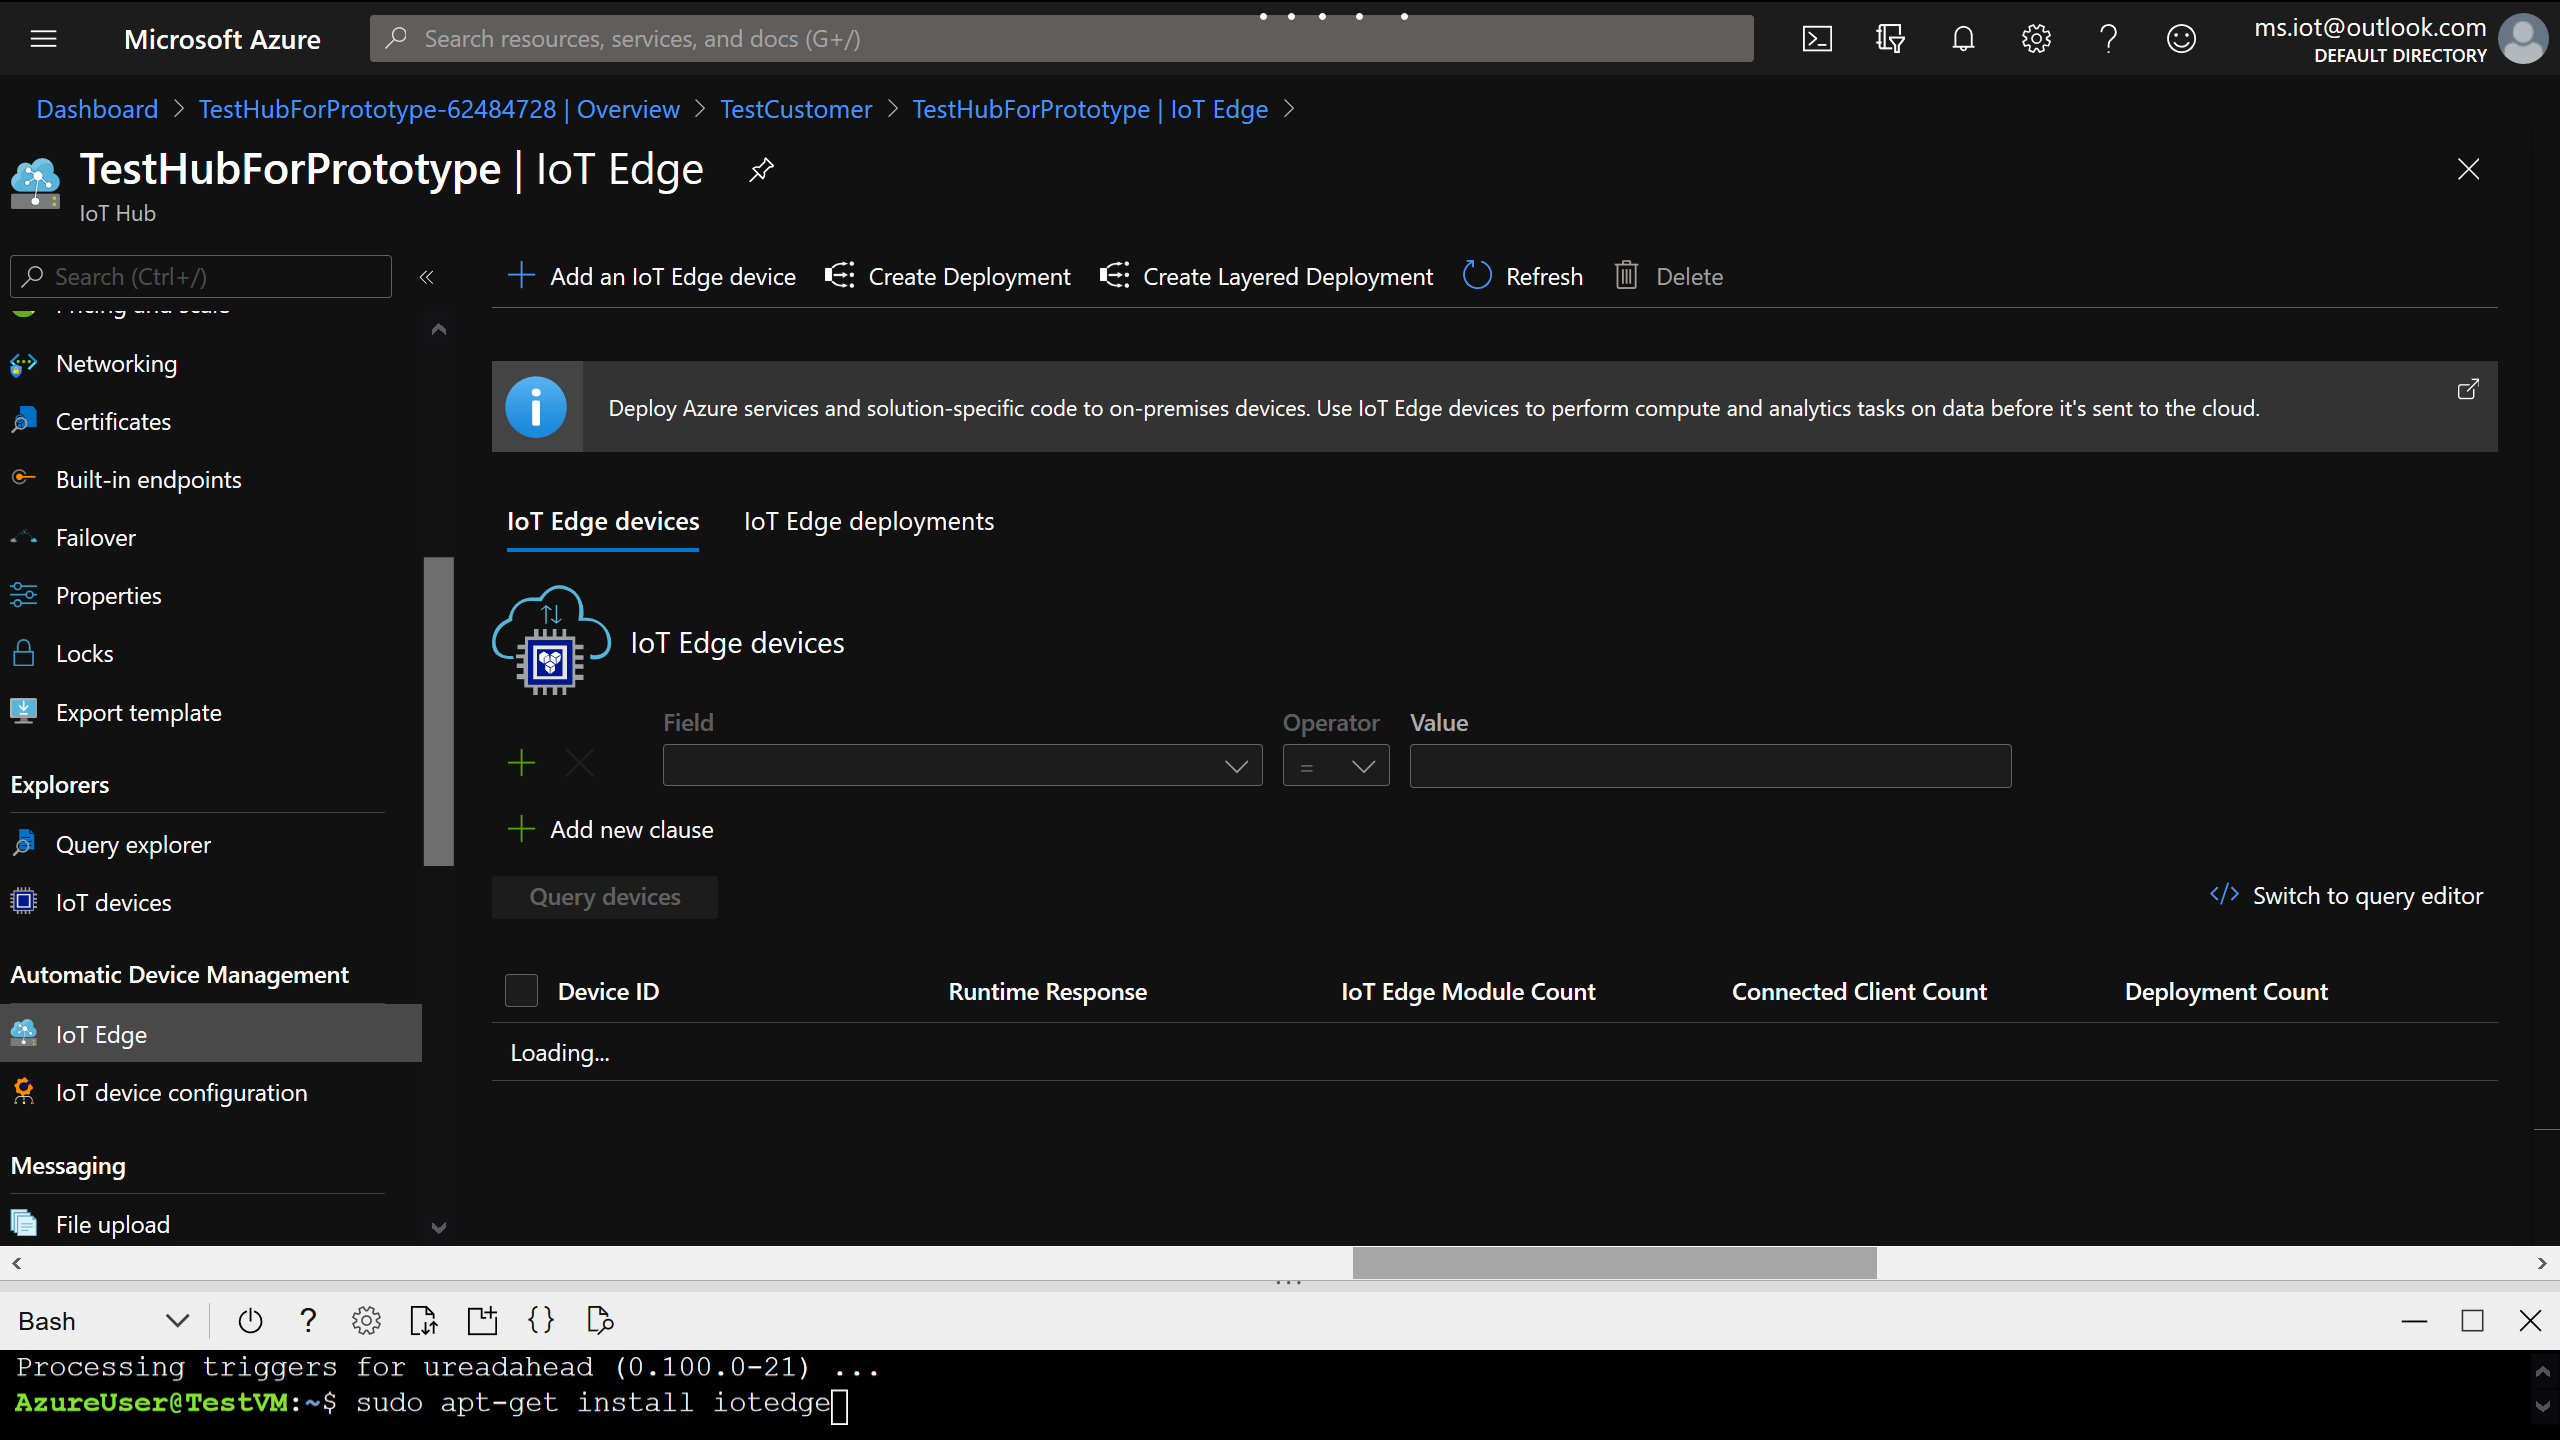 Microsoft Azure
Search resources, services, and docs (G+/)
ms.iot@outlook.com
DEFAULT DIRECTORY
Dashboard > TestHubForPrototype-62484728 | Overview > TestCustomer > TestHubForPrototype | IoT Edge >
TestHubForPrototype | IoT Edge
IoT Hub
Search (Ctrl+/)
«
Add an IoT Edge device
Create Deployment
Create Layered Deployment
Refresh
Delete
Pricing and scale
Networking
Certificates
Built-in endpoints
Failover
Properties
Locks
Export template
Explorers
Query explorer
IoT devices
Automatic Device Management
IoT Edge
IoT device configuration
Messaging
File upload
Deploy Azure services and solution-specific code to on-premises devices. Use IoT Edge devices to perform compute and analytics tasks on data before it's sent to the cloud.
IoT Edge devices
IoT Edge deployments
IoT Edge devices
Field
Operator
Value
=
Add new clause
Query devices
</> Switch to query editor
Device ID
Runtime Response
IoT Edge Module Count
Connected Client Count
Deployment Count
Loading...
Bash
Processing triggers for ureadahead (0.100.0-21) ...
AzureUser@TestVM:~$ sudo apt-get install iotedge